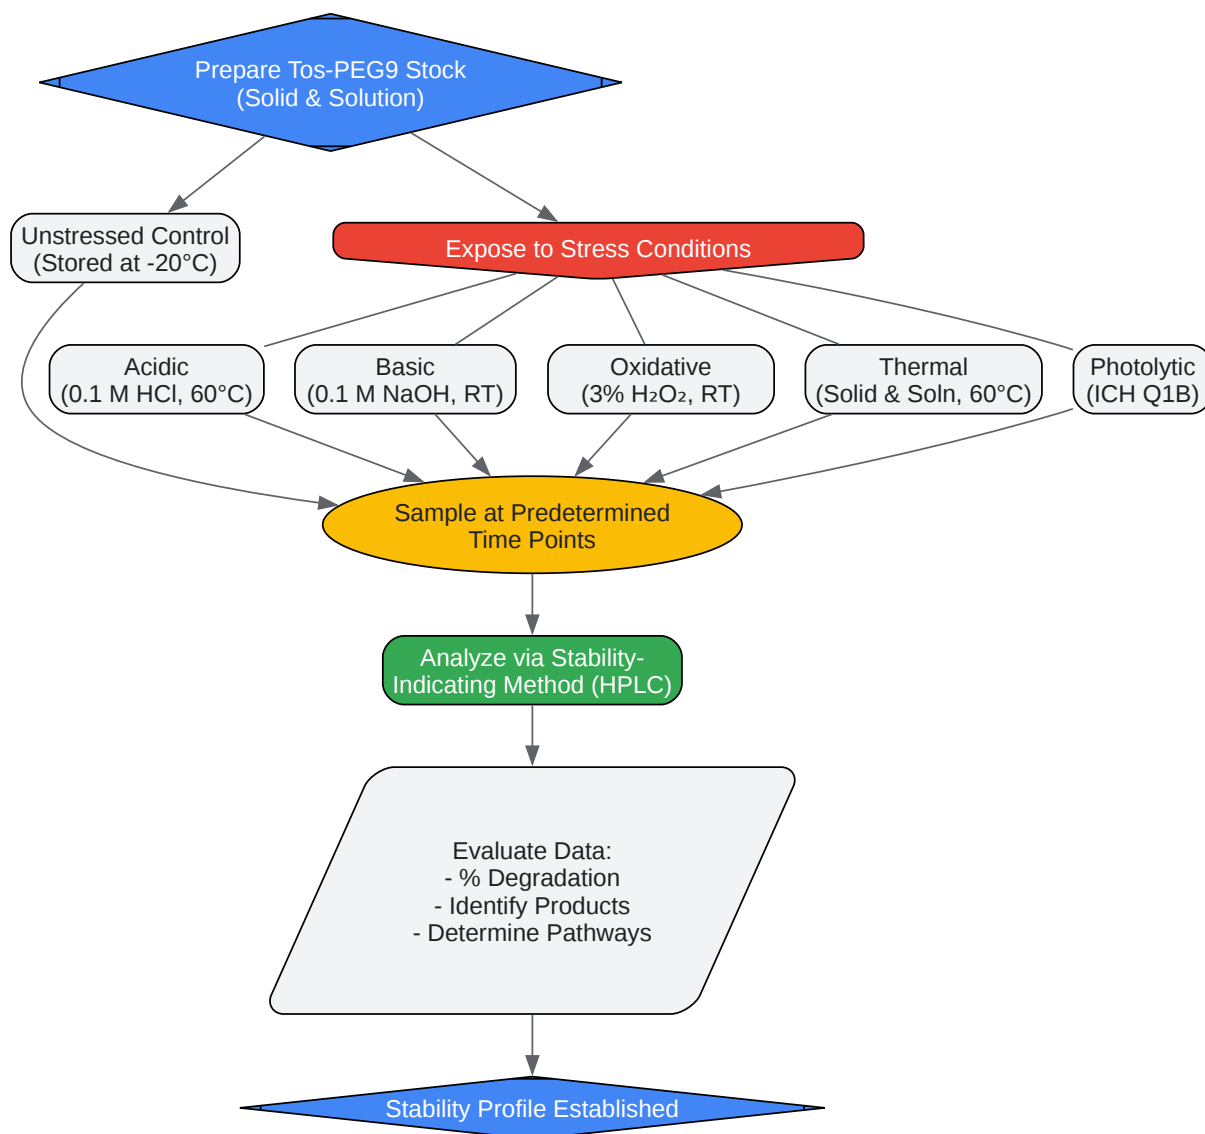 Prepare Tos-PEG9 Stock
(Solid & Solution)
Unstressed Control
(Stored at -20°C)
Expose to Stress Conditions
Acidic
(0.1 M HCl, 60°C)
Basic
(0.1 M NaOH, RT)
Oxidative
(3% H₂O₂, RT)
Thermal
(Solid & Soln, 60°C)
Photolytic
(ICH Q1B)
Sample at Predetermined
Time Points
Analyze via Stability-
Indicating Method (HPLC)
Evaluate Data:
- % Degradation
- Identify Products
- Determine Pathways
Stability Profile Established